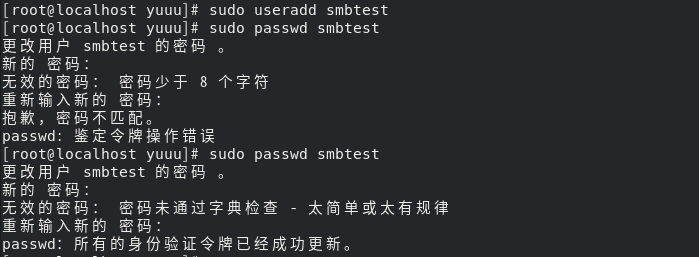 [root@localhost yuuu]# sudo useradd smbtest
[root@localhost yuuu]# sudo passwd smbtest
更改用户 smbtest 的密码 。
新的 密码：
无效的密码： 密码少于 8 个字符
重新输入新的 密码：
抱歉，密码不匹配。
passwd: 鉴定令牌操作错误
[root@localhost yuuu]# sudo passwd smbtest
更改用户 smbtest 的密码 。
新的 密码：
无效的密码： 密码未通过字典检查 - 太简单或太有规律
重新输入新的 密码：
passwd: 所有的身份验证令牌已经成功更新。